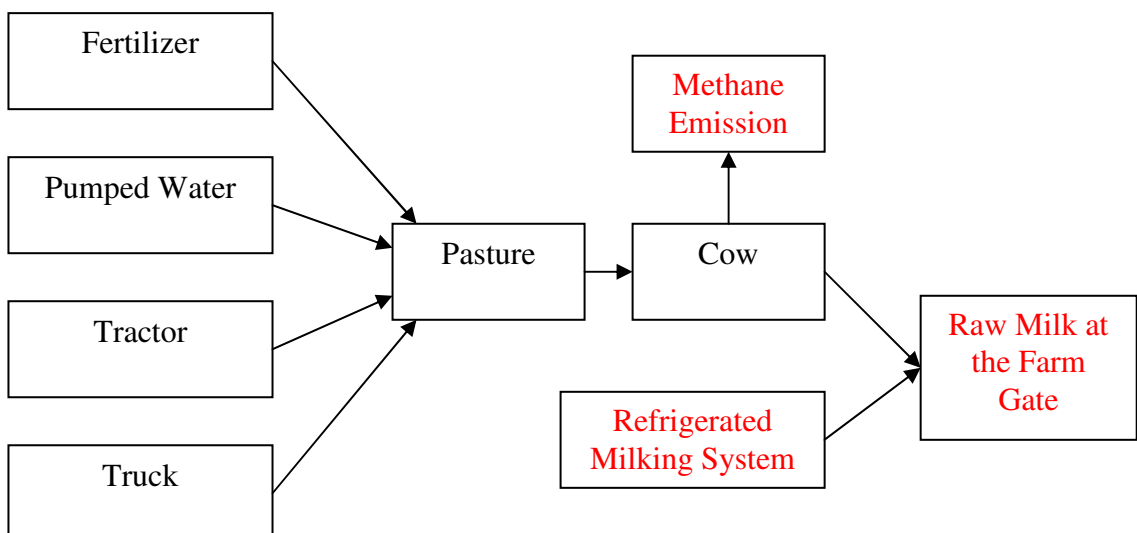 Fertilizer
Pumped Water
Tractor
Truck
Pasture
Methane
Emission
Cow
Refrigerated
Milking System
Raw Milk at
the Farm
Gate